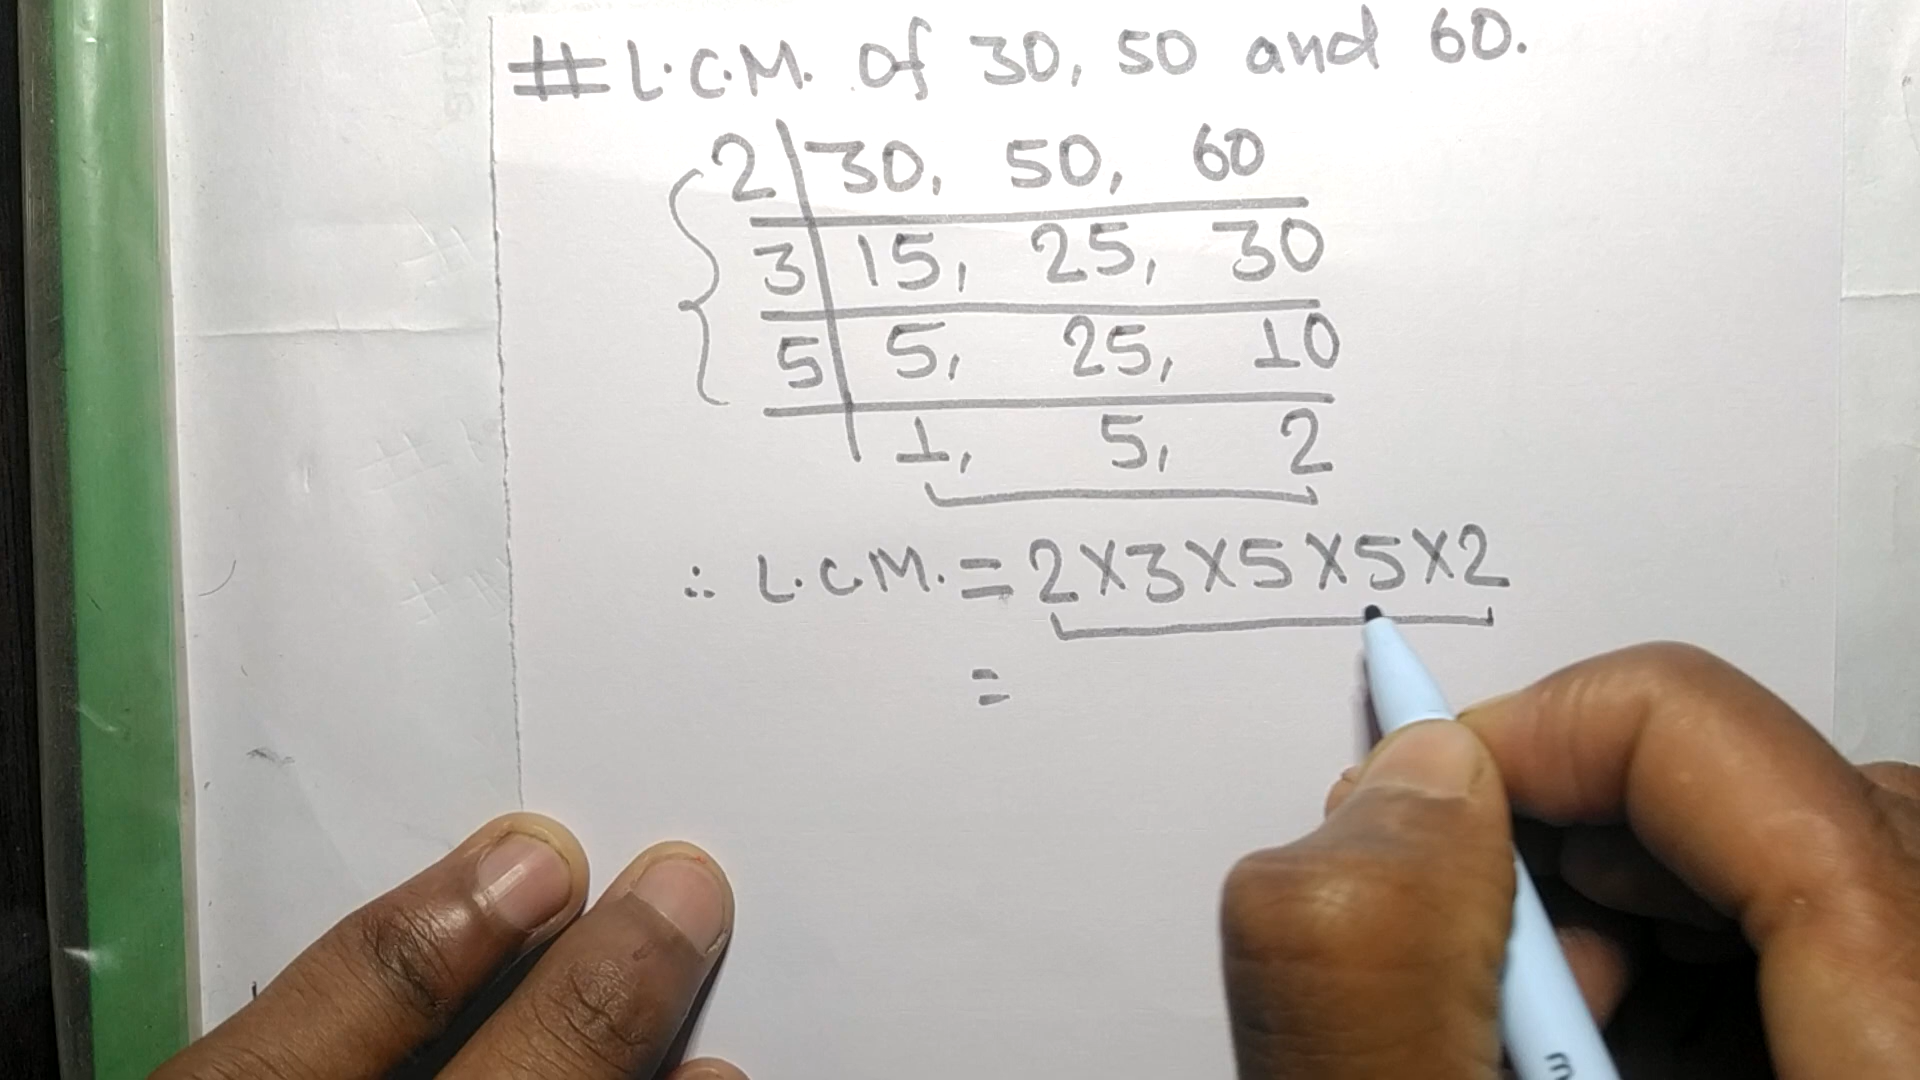 # L.C.M. of 30, 50 and 60.
2 | 30, 50, 60
3 | 15, 25, 30
5 | 5, 25, 10
1, 5, 2
∴ L.C.M. = 2×3×5×5×2
=